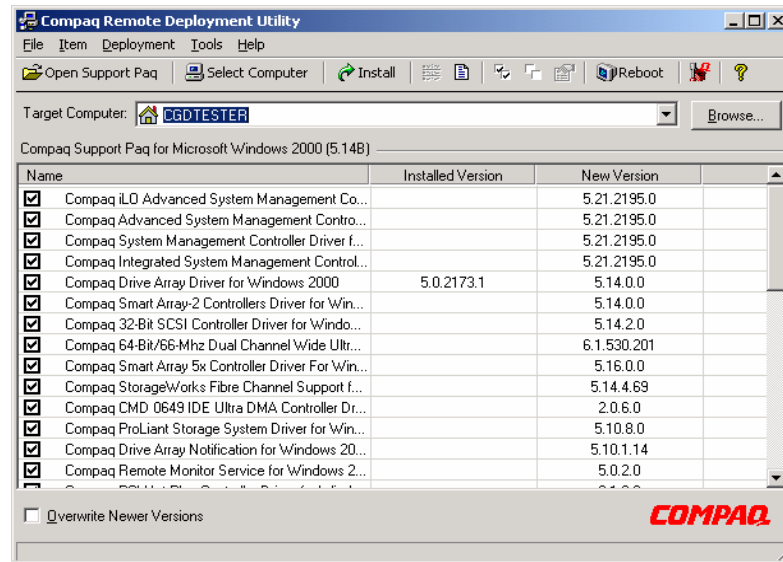 Compaq Remote Deployment Utility
File Item Deployment Tools Help
Open Support Paq Select Computer Install Reboot
Target Computer: CGDTESTER Browse...
Compaq Support Paq for Microsoft Windows 2000 (5.14B)
Name Installed Version New Version
Compaq iLO Advanced System Management Co... 5.21.2195.0
Compaq Advanced System Management Contro... 5.21.2195.0
Compaq System Management Controller Driver f... 5.21.2195.0
Compaq Integrated System Management Control... 5.21.2195.0
Compaq Drive Array Driver for Windows 2000 5.0.2173.1 5.14.0.0
Compaq Smart Array-2 Controllers Driver for Win... 5.14.0.0
Compaq 32-Bit SCSI Controller Driver for Windo... 5.14.2.0
Compaq 64-Bit/66-Mhz Dual Channel Wide Ultr... 6.1.530.201
Compaq Smart Array 5x Controller Driver For Win... 5.16.0.0
Compaq StorageWorks Fibre Channel Support f... 5.14.4.69
Compaq CMD 0649 IDE Ultra DMA Controller Dr... 2.0.6.0
Compaq ProLiant Storage System Driver for Win... 5.10.8.0
Compaq Drive Array Notification for Windows 20... 5.10.1.14
Compaq Remote Monitor Service for Windows 2... 5.0.2.0
Overwrite Newer Versions
COMPAQ